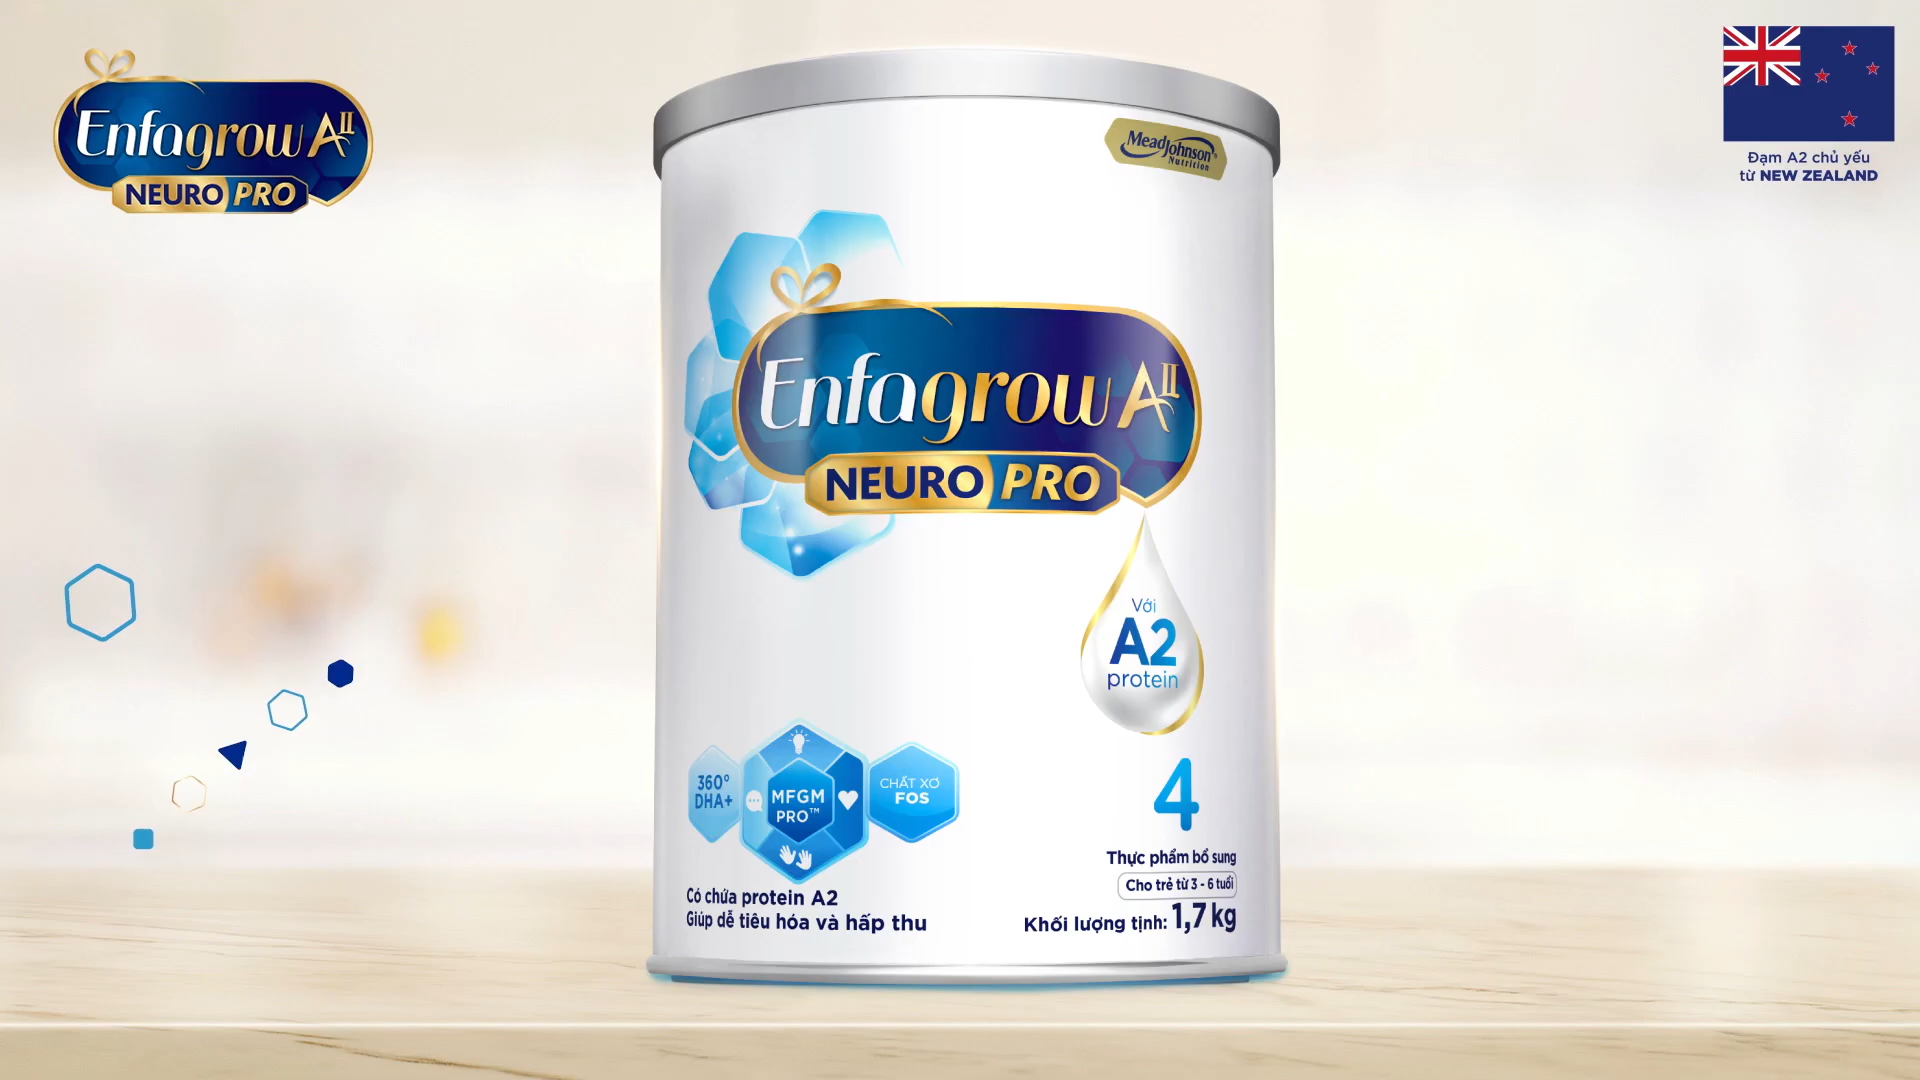 Enfagrow AII
NEURO PRO
Đạm A2 chủ yếu
từ NEW ZEALAND
MeadJohnson
Nutrition
Enfagrow AII
NEURO PRO
Với
A2
protein
360°
DHA+
MFGM
PRO™
CHẤT XƠ
FOS
4
Thực phẩm bổ sung
Cho trẻ từ 3 - 6 tuổi
Khối lượng tịnh: 1,7 kg
Có chứa protein A2
Giúp dễ tiêu hóa và hấp thu